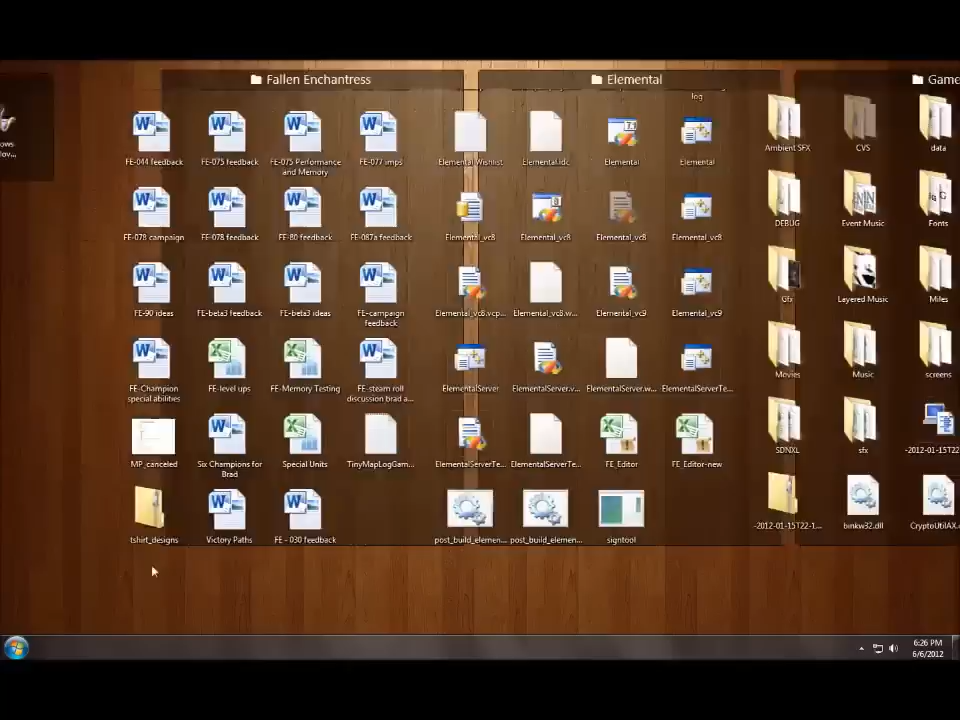 Fallen Enchantress
Elemental
Game
log
FE-044 feedback
FE-075 feedback
FE-075 Performance
and Memory
FE-077 imps
Elemental Wishlist
Elemental.idc
Elemental
Elemental
Ambient SFX
CVS
data
FE-078 campaign
FE-078 feedback
FE-80 feedback
FE-087a feedback
Elemental_vc8
Elemental_vc8
Elemental_vc8
Elemental_vc8
DEBUG
Event Music
Fonts
FE-90 ideas
FE-beta3 feedback
FE-beta3 ideas
FE-campaign
feedback
Elemental_vc8.vcp...
Elemental_vc8.w...
Elemental_vc9
Elemental_vc9
Gfx
Layered Music
Miles
FE-Champion
special abilities
FE-level ups
FE-Memory Testing
FE-steam roll
discussion brad a...
ElementalServer
ElementalServer.v...
ElementalServer.w...
ElementalServerTe...
Movies
Music
screens
MP_canceled
Six Champions for
Brad
Special Units
TinyMapLogGam...
ElementalServerTe...
ElementalServerTe...
FE_Editor
FE_Editor-new
SDNXL
sfx
-2012-01-15T22
tshirt_designs
Victory Paths
FE - 030 feedback
post_build_elemen...
post_build_elemen...
signtool
-2012-01-15T22-1...
binkw32.dll
CryptoUtilAX.
6:26 PM
6/6/2012